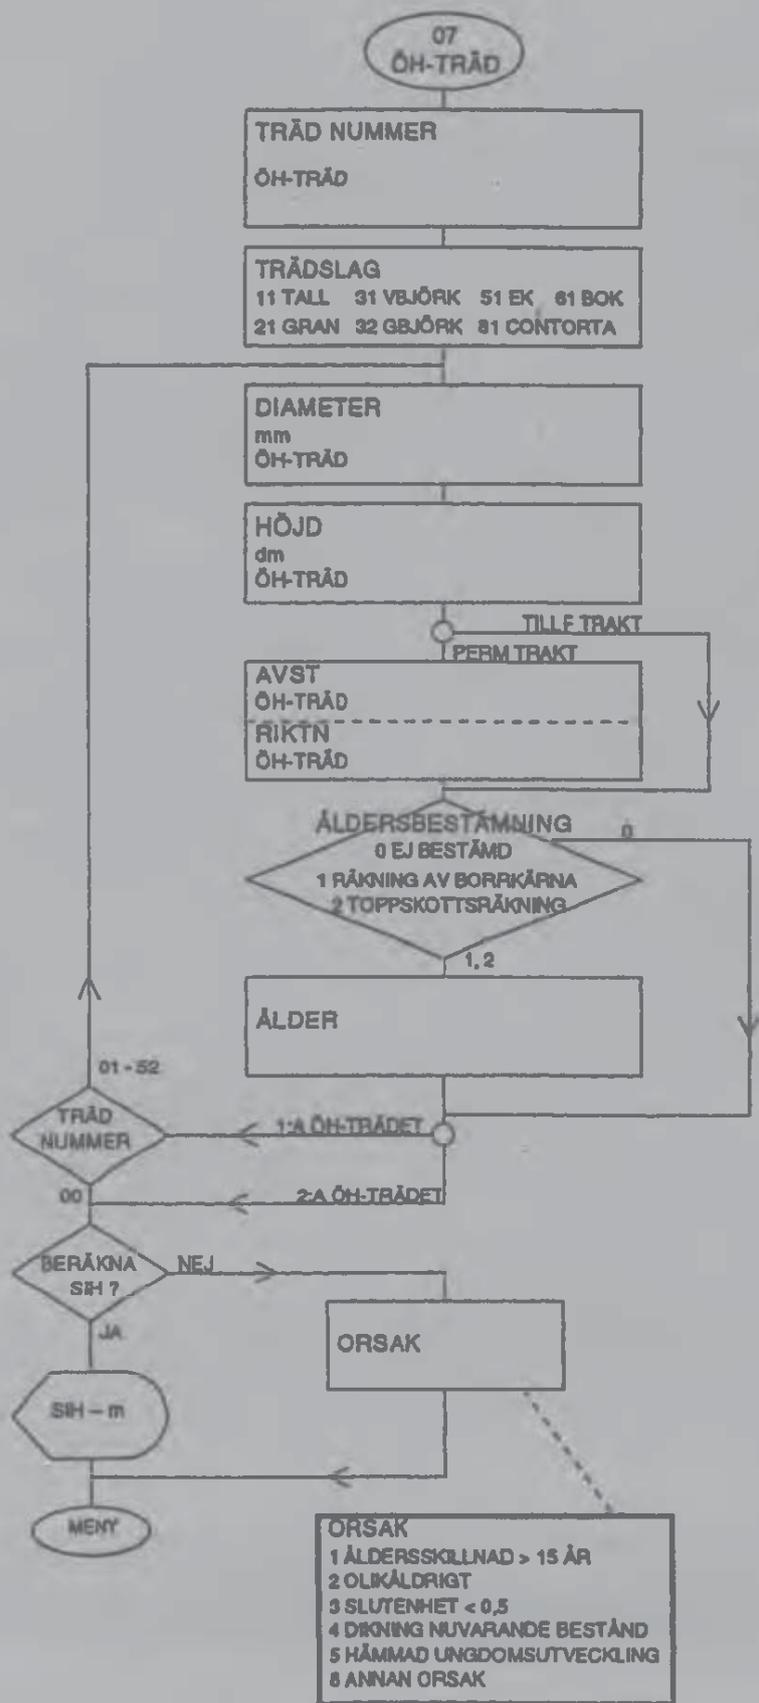 07
ÖH-TRÄD
TRÄD NUMMER
ÖH-TRÄD
TRÄDSLAG
11 TALL 31 VBJÖRK 51 EK 61 BOK
21 GRAN 32 GBJÖRK 81 CONTORTA
DIAMETER
mm
ÖH-TRÄD
HÖJD
dm
ÖH-TRÄD
TILLF TRAKT
PERM TRAKT
AVST
ÖH-TRÄD
RIKTN
ÖH-TRÄD
ÅLDERSBESTÄMNING
0
0 EJ BESTÄMD
1 RÄKNING AV BORRKÄRNA
2 TOPPSKOTTSRÄKNING
1, 2
ÅLDER
01 - 52
TRÄD
NUMMER
1:A ÖH-TRÄDET
00
2:A ÖH-TRÄDET
BERÄKNA
SIH ?
NEJ
JA
ORSAK
SIH – m
MENY
ORSAK
1 ÅLDERSSKILLNAD > 15 ÅR
2 OLIKÅLDRIGT
3 SLUTENHET < 0,5
4 DIKNING NUVARANDE BESTÅND
5 HÄMMAD UNGDOMSUTVECKLING
6 ANNAN ORSAK